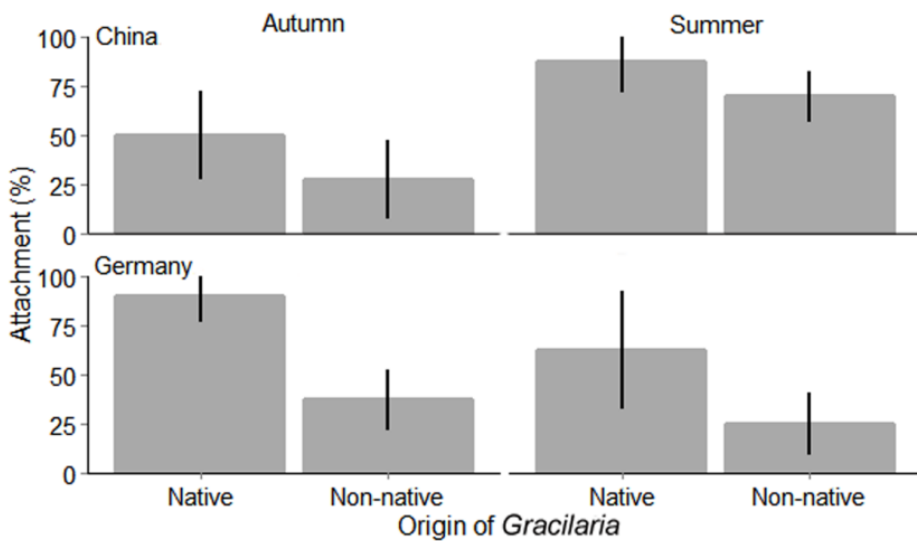 Autumn Summer
China
100
75
50
25
0
Germany
100
75
50
25
0
Attachment (%)
Native Non-native Native Non-native
Origin of Gracilaria